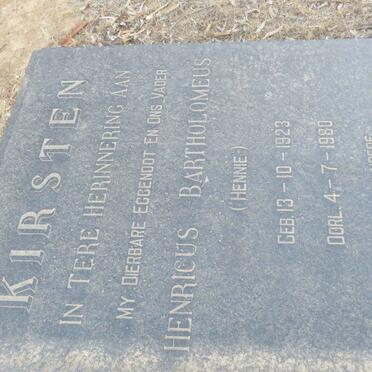 KIRSTEN
IN TERE HERINNERING AAN
MY DIERBARE EGGENOOT EN ONS VADER
HENRICUS BARTHOLOMEUS
(HENNIE)
GEB. 13-10-1923
OORL. 4-7-1980